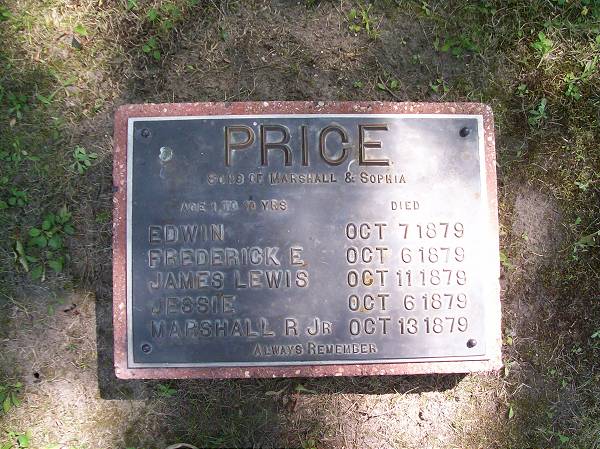 PRICE
SONS OF MARSHALL & SOPHIA
AGE 1 TO 10 YRS DIED
EDWIN OCT 7 1879
FREDERICK E OCT 6 1879
JAMES LEWIS OCT 11 1879
JESSIE OCT 6 1879
MARSHALL R JR OCT 13 1879
ALWAYS REMEMBER